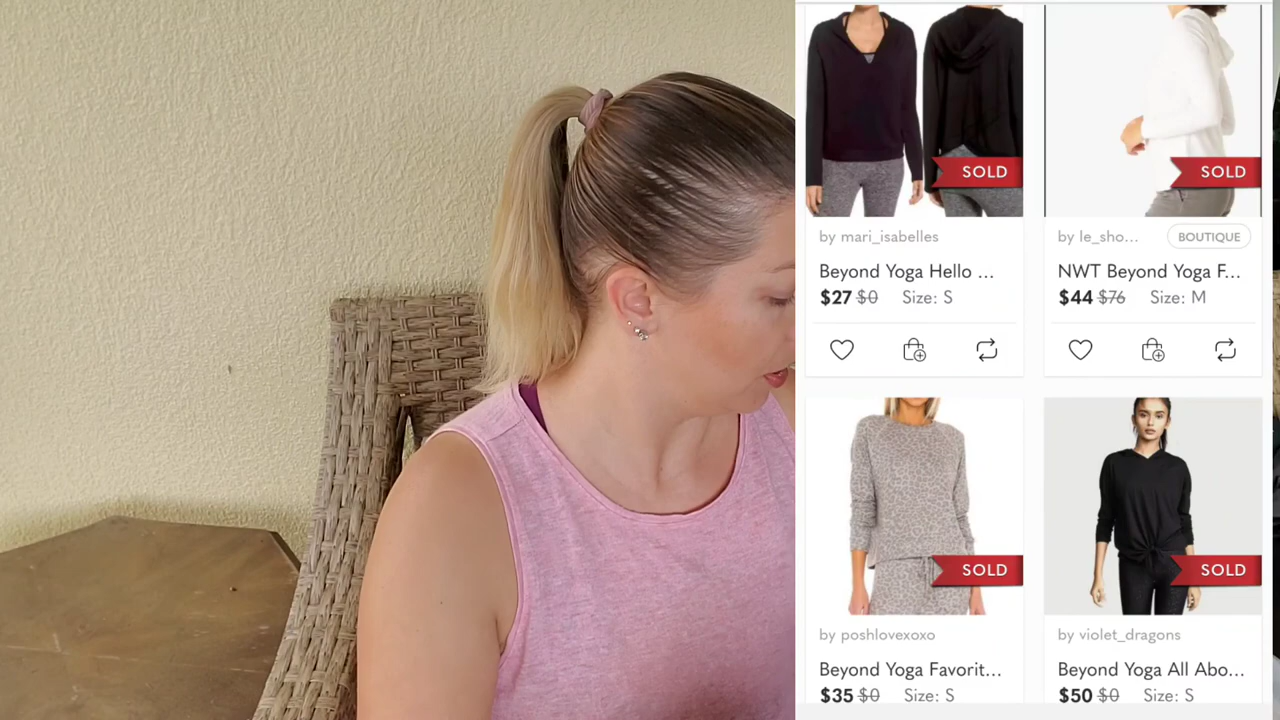 SOLD
SOLD
by mari_isabelles
by le_sho... BOUTIQUE
Beyond Yoga Hello ...
NWT Beyond Yoga F...
$27 $0 Size: S
$44 $76 Size: M
SOLD
SOLD
by poshlovexoxo
by violet_dragons
Beyond Yoga Favorit...
Beyond Yoga All Abo...
$35 $0 Size: S
$50 $0 Size: S